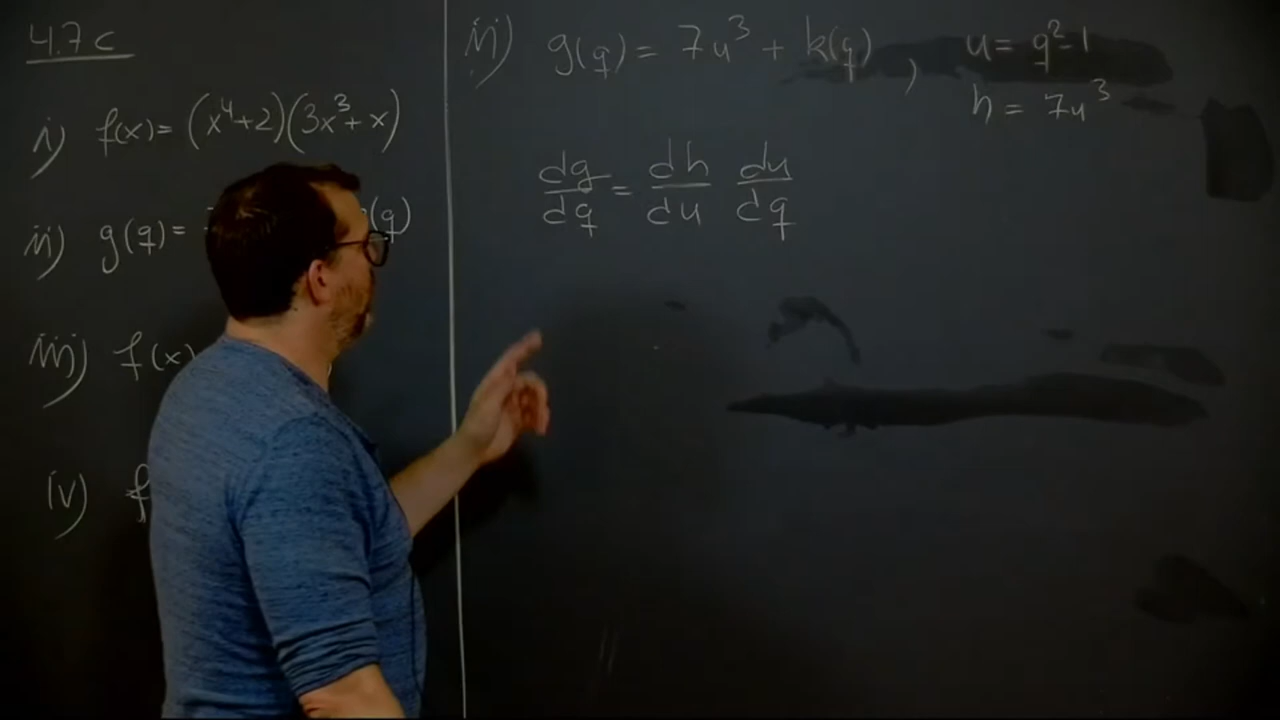 4.7c
i) f(x) = (x⁴+2)(3x³+x)
ii) g(q) = (q)
iii) f(x)
iv) f
ii) g(q) = 7u³ + k(q) , u = q²-1
h = 7u³
dg/dq = dh/du du/dq